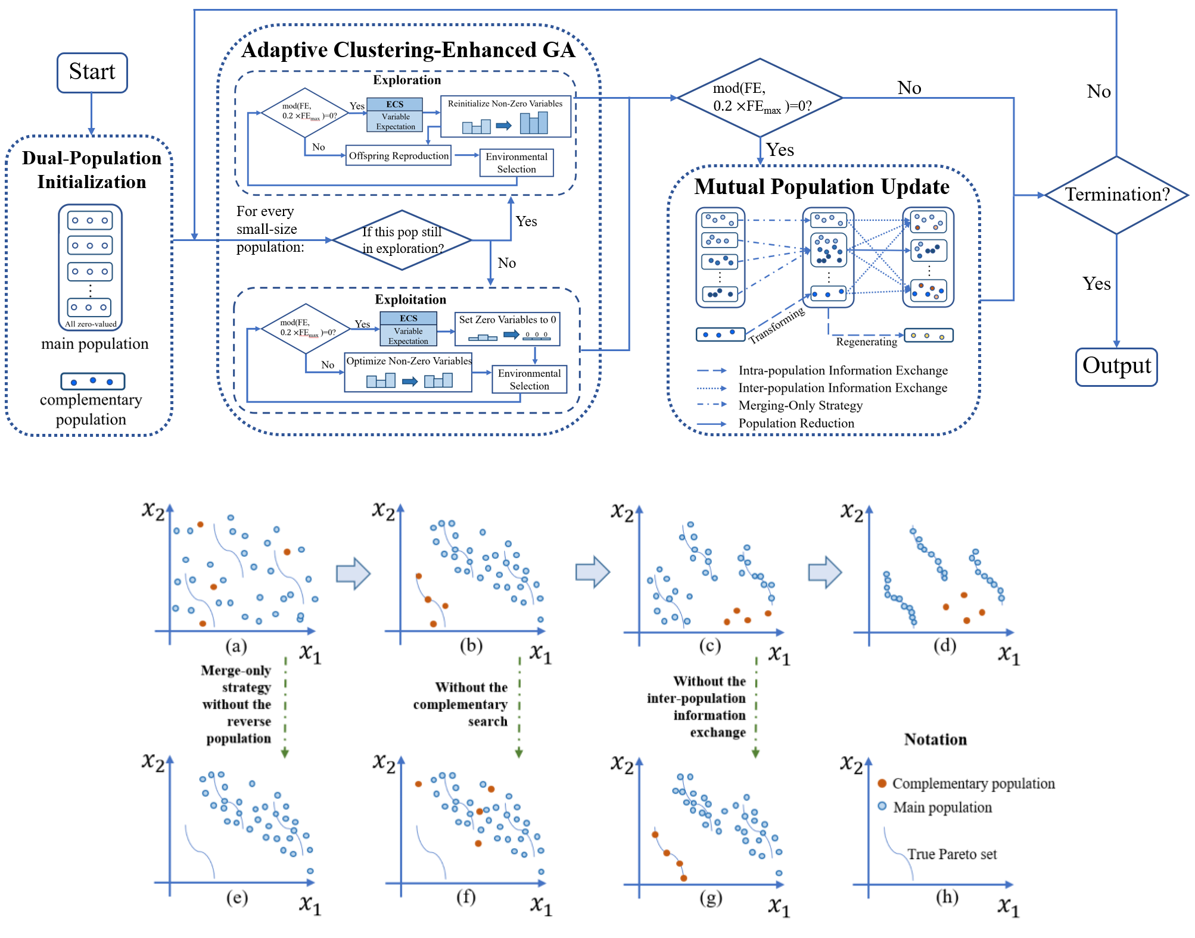 Start
Dual-Population
Initialization
All zero-valued
main population
complementary
population
Adaptive Clustering-Enhanced GA
Exploration
mod(FE,
0.2 ×FEmax )=0?
Yes
No
ECS
Variable
Expectation
Reinitialize Non-Zero Variables
Offspring Reproduction
Environmental
Selection
For every
small-size
population:
If this pop still
in exploration?
Yes
No
Exploitation
mod(FE,
0.2 ×FEmax )=0?
Yes
No
ECS
Variable
Expectation
Set Zero Variables to 0
0 0 0
Optimize Non-Zero Variables
Environmental
Selection
mod(FE,
0.2 ×FEmax )=0?
No
Yes
Mutual Population Update
Transforming
Regenerating
Intra-population Information Exchange
Inter-population Information Exchange
Merging-Only Strategy
Population Reduction
No
Termination?
Yes
Output
x2
(a)
x1
x2
(b)
x1
x2
(c)
x1
x2
(d)
x1
Merge-only
strategy
without the
reverse
population
Without the
complementary
search
Without the
inter-population
information
exchange
x2
(e)
x1
x2
(f)
x1
x2
(g)
x1
Notation
x2
Complementary population
Main population
True Pareto set
(h)
x1